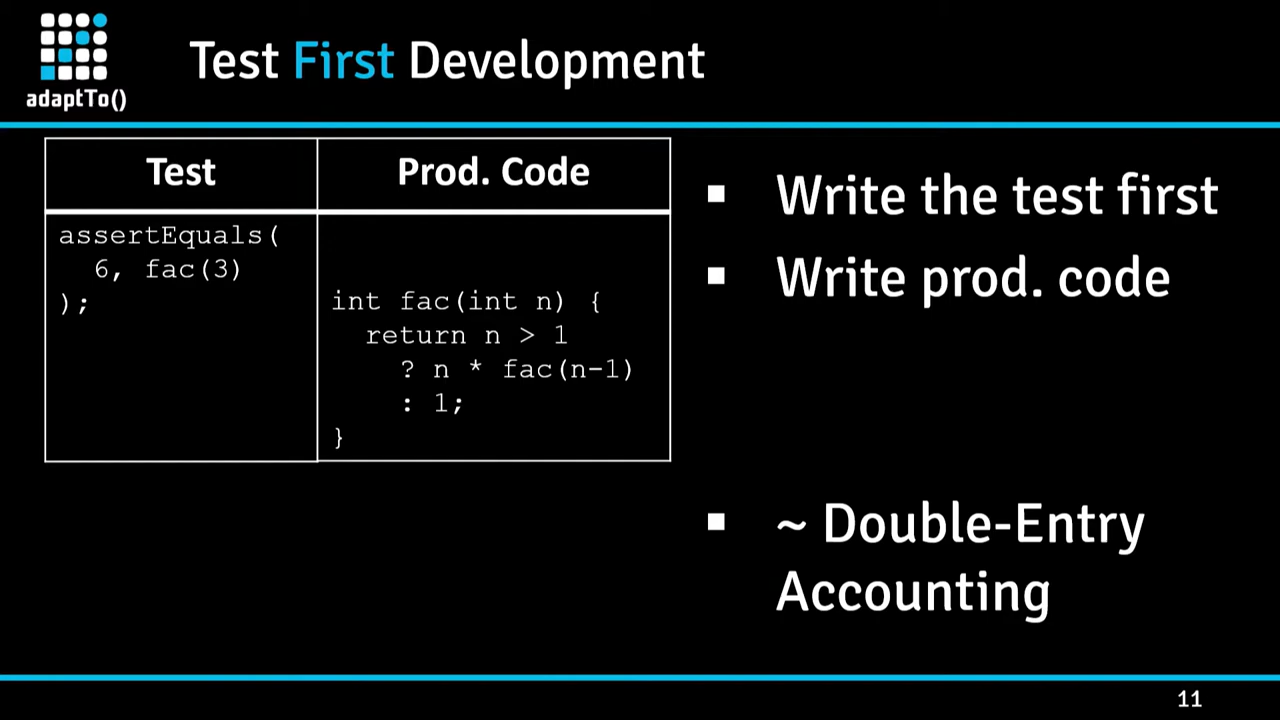 adaptTo()
Test First Development
Test
Prod. Code
assertEquals(
6, fac(3)
);
int fac(int n) {
return n > 1
? n * fac(n-1)
: 1;
}
▪ Write the test first
▪ Write prod. code
▪ ~ Double-Entry
Accounting
11